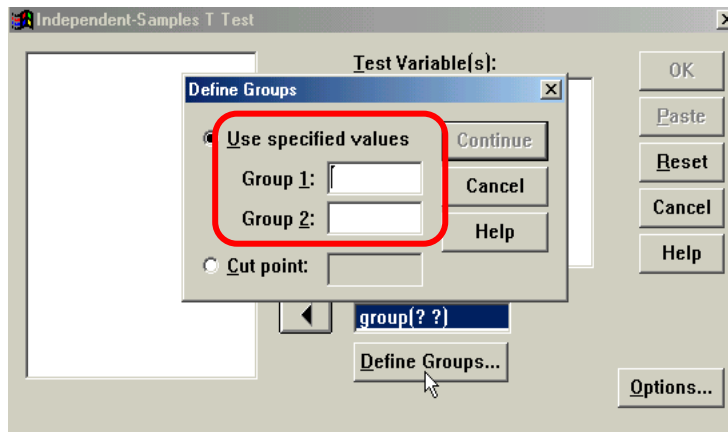 Independent-Samples T Test
Test Variable(s):
OK
Paste
Reset
Cancel
Help
Define Groups
Use specified values
Group 1:
Group 2:
Cut point:
Continue
Cancel
Help
group(? ?)
Define Groups...
Options...